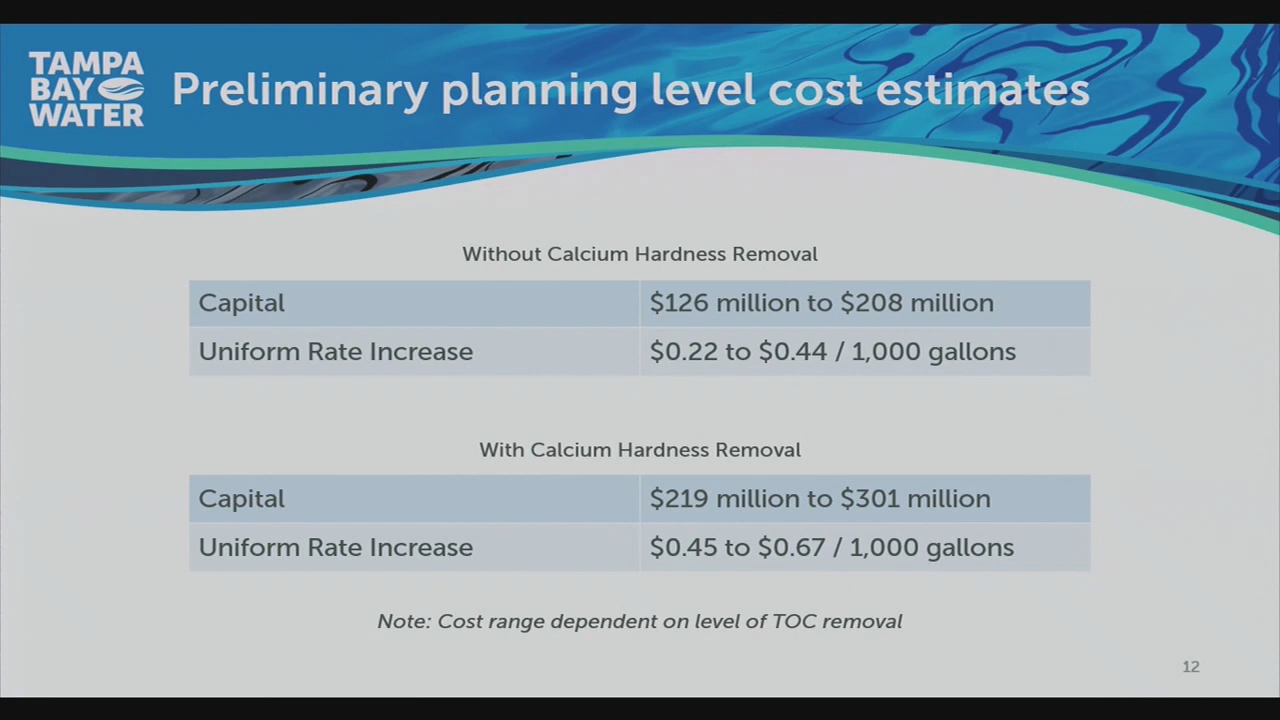 TAMPA
BAY
WATER
Preliminary planning level cost estimates
Without Calcium Hardness Removal
Capital $126 million to $208 million
Uniform Rate Increase $0.22 to $0.44 / 1,000 gallons
With Calcium Hardness Removal
Capital $219 million to $301 million
Uniform Rate Increase $0.45 to $0.67 / 1,000 gallons
Note: Cost range dependent on level of TOC removal
12